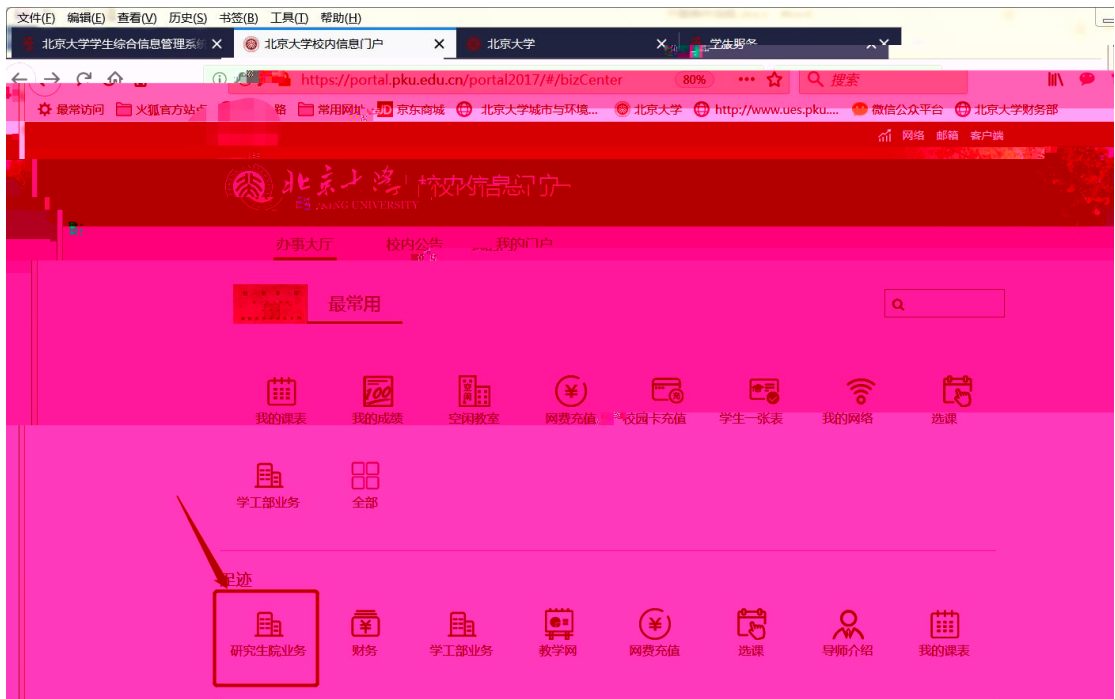 文件(F) 编辑(E) 查看(V) 历史(S) 书签(B) 工具(T) 帮助(H)
北京大学学生综合信息管理系统 北京大学校内信息门户 北京大学
https://portal.pku.edu.cn/portal2017/#/bizCenter 80% 搜索
最常访问 火狐官方站点 常用网址 京东商城 北京大学城市与环境... 北京大学 http://www.ues.pku.... 微信公众平台 北京大学财务部
网络 邮箱 客户端
北京大学 校内信息门户
办事大厅 校内公告 我的门户
最常用
我的课表 我的成绩 空闲教室 网费充值 校园卡充值 学生一张表 我的网络 选课
学工部业务 全部
足迹
研究生院业务 财务 学工部业务 教学网 网费充值 选课 导师介绍 我的课表